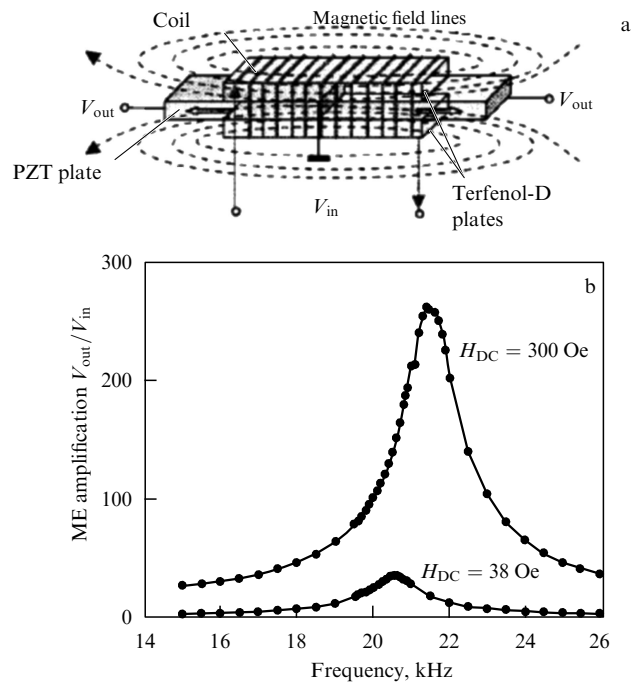 Coil
Magnetic field lines
a
V_out
V_out
PZT plate
V_in
Terfenol-D
plates
b
300
200
100
0
ME amplification V_out/V_in
H_DC = 300 Oe
H_DC = 38 Oe
14 16 18 20 22 24 26
Frequency, kHz